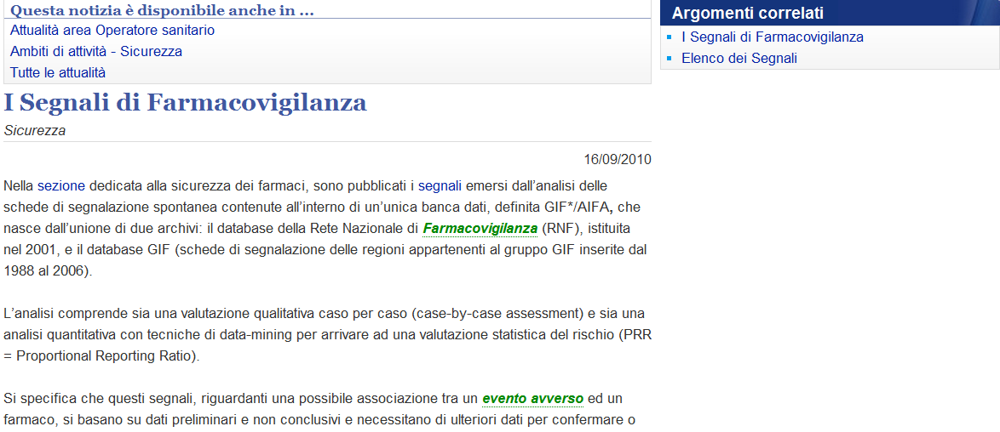 Questa notizia è disponibile anche in ...
Attualità area Operatore sanitario
Ambiti di attività - Sicurezza
Tutte le attualità
Argomenti correlati
I Segnali di Farmacovigilanza
Elenco dei Segnali
I Segnali di Farmacovigilanza
Sicurezza
16/09/2010
Nella sezione dedicata alla sicurezza dei farmaci, sono pubblicati i segnali emersi dall’analisi delle
schede di segnalazione spontanea contenute all’interno di un’unica banca dati, definita GIF*/AIFA, che
nasce dall’unione di due archivi: il database della Rete Nazionale di Farmacovigilanza (RNF), istituita
nel 2001, e il database GIF (schede di segnalazione delle regioni appartenenti al gruppo GIF inserite dal
1988 al 2006).
L’analisi comprende sia una valutazione qualitativa caso per caso (case-by-case assessment) e sia una
analisi quantitativa con tecniche di data-mining per arrivare ad una valutazione statistica del rischio (PRR
= Proportional Reporting Ratio).
Si specifica che questi segnali, riguardanti una possibile associazione tra un evento avverso ed un
farmaco, si basano su dati preliminari e non conclusivi e necessitano di ulteriori dati per confermare o